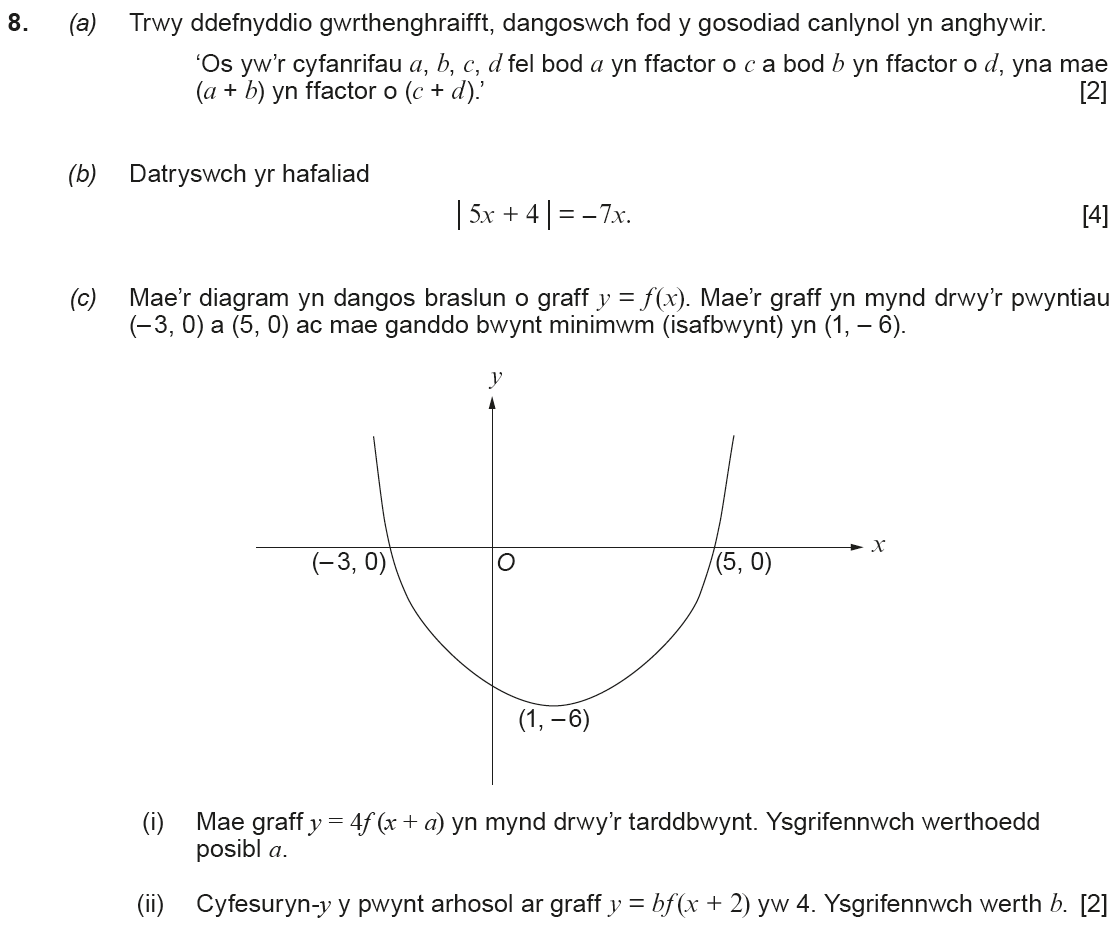 8. (a) Trwy ddefnyddio gwrthenghraifft, dangoswch fod y gosodiad canlynol yn anghywir.
‘Os yw’r cyfanrifau a, b, c, d fel bod a yn ffactor o c a bod b yn ffactor o d, yna mae
(a + b) yn ffactor o (c + d).’ [2]
(b) Datryswch yr hafaliad
| 5x + 4 | = –7x. [4]
(c) Mae’r diagram yn dangos braslun o graff y = f(x). Mae’r graff yn mynd drwy’r pwyntiau
(–3, 0) a (5, 0) ac mae ganddo bwynt minimwm (isafbwynt) yn (1, – 6).
y
x
(–3, 0) O (5, 0)
(1, –6)
(i) Mae graff y = 4f (x + a) yn mynd drwy’r tarddbwynt. Ysgrifennwch werthoedd
posibl a.
(ii) Cyfesuryn-y y pwynt arhosol ar graff y = bf(x + 2) yw 4. Ysgrifennwch werth b. [2]